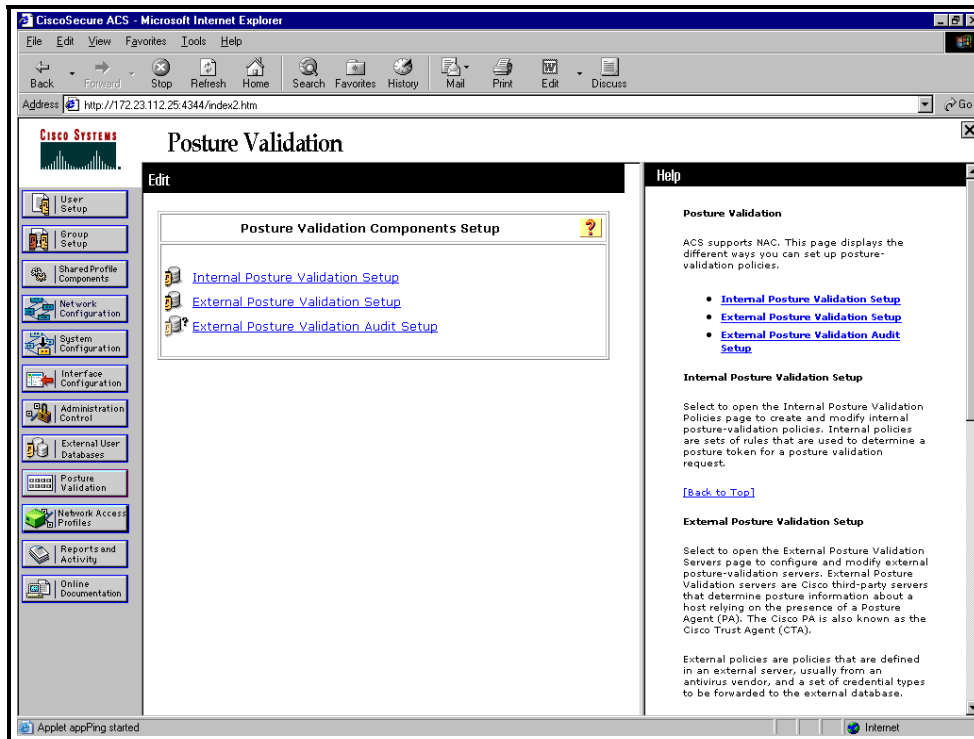 CiscoSecure ACS - Microsoft Internet Explorer
File Edit View Favorites Tools Help
Back Forward Stop Refresh Home Search Favorites History Mail Print Edit Discuss
Address http://172.23.112.25:4344/index2.htm Go
CISCO SYSTEMS
Posture Validation
User
Setup
Group
Setup
Shared Profile
Components
Network
Configuration
System
Configuration
Interface
Configuration
Administration
Control
External User
Databases
Posture
Validation
Network Access
Profiles
Reports and
Activity
Online
Documentation
Edit
Posture Validation Components Setup ?
Internal Posture Validation Setup
External Posture Validation Setup
? External Posture Validation Audit Setup
Help
Posture Validation
ACS supports NAC. This page displays the
different ways you can set up posture-
validation policies.
• Internal Posture Validation Setup
• External Posture Validation Setup
• External Posture Validation Audit
Setup
Internal Posture Validation Setup
Select to open the Internal Posture Validation
Policies page to create and modify internal
posture-validation policies. Internal policies
are sets of rules that are used to determine a
posture token for a posture validation
request.
[Back to Top]
External Posture Validation Setup
Select to open the External Posture Validation
Servers page to configure and modify external
posture-validation servers. External Posture
Validation servers are Cisco third-party servers
that determine posture information about a
host relying on the presence of a Posture
Agent (PA). The Cisco PA is also known as the
Cisco Trust Agent (CTA).
External policies are policies that are defined
in an external server, usually from an
antivirus vendor, and a set of credential types
to be forwarded to the external database.
Applet appPing started
Internet